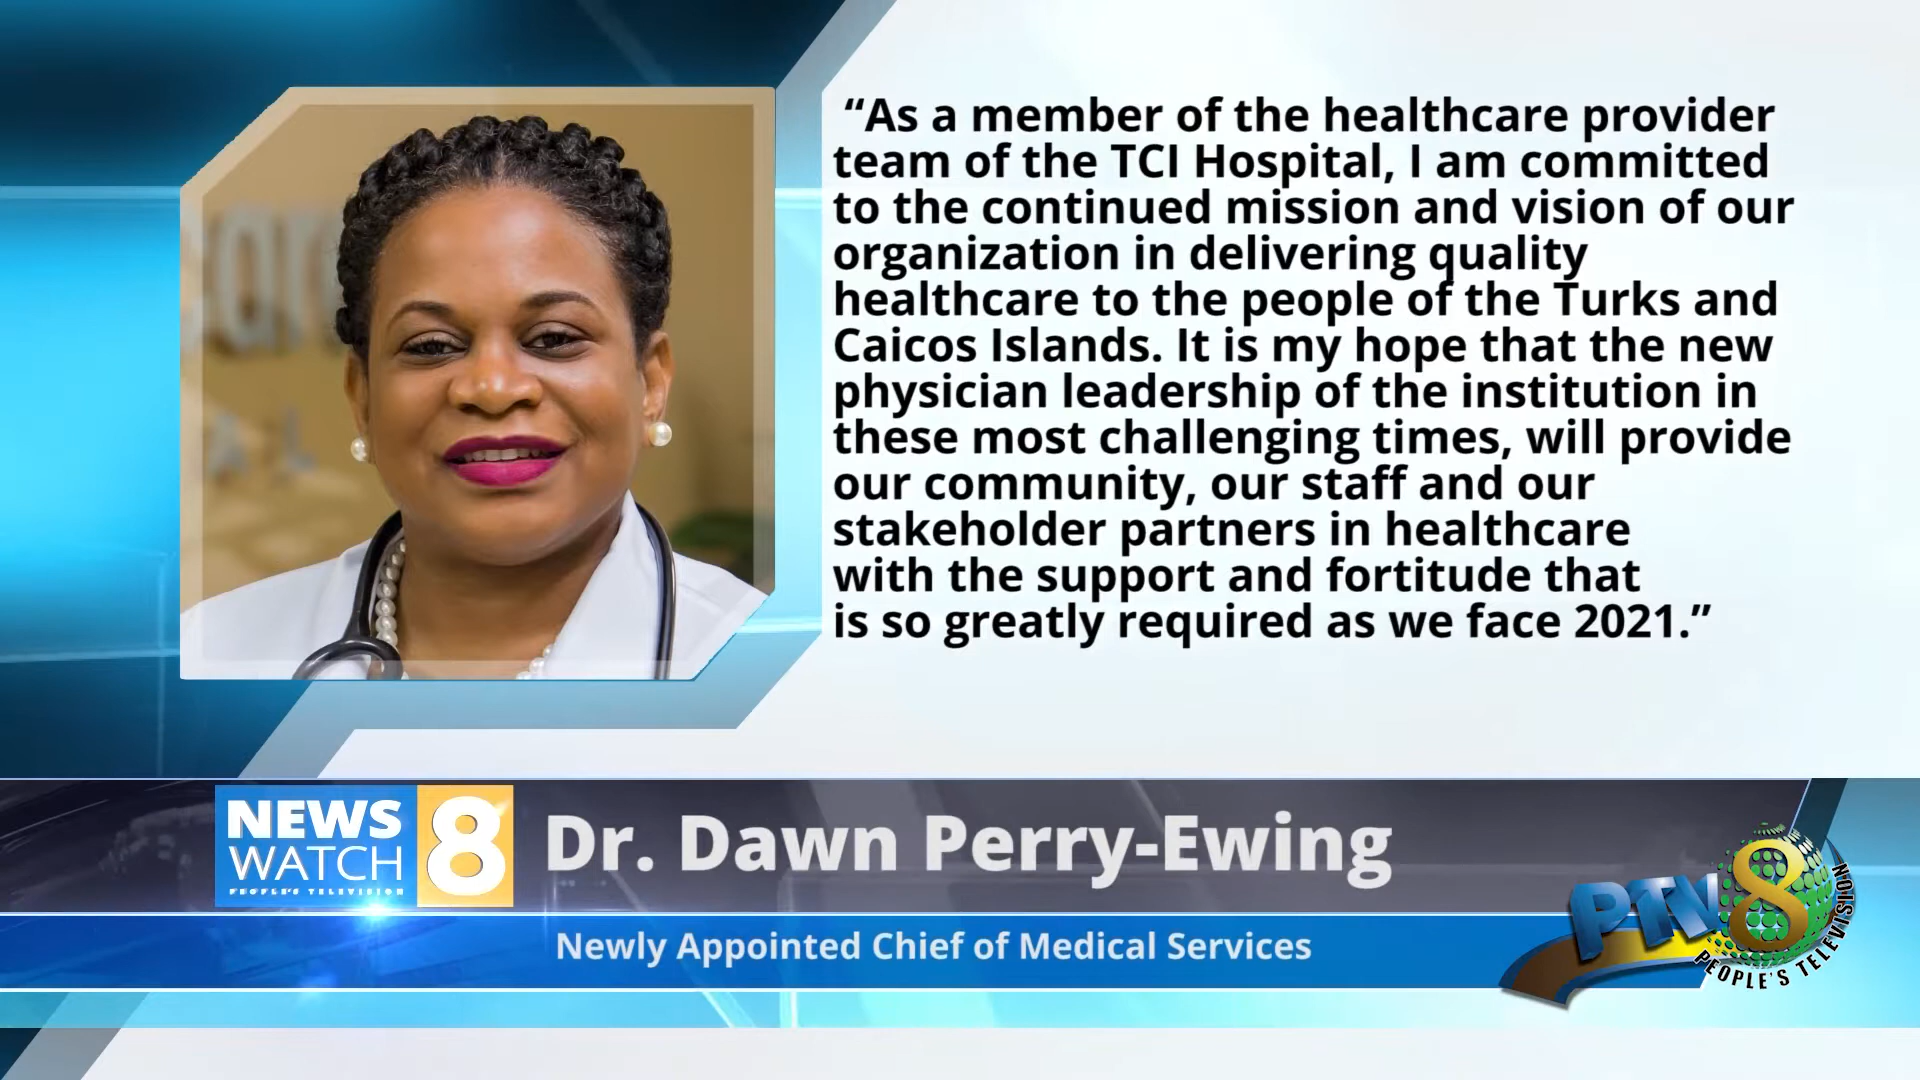 “As a member of the healthcare provider
team of the TCI Hospital, I am committed
to the continued mission and vision of our
organization in delivering quality
healthcare to the people of the Turks and
Caicos Islands. It is my hope that the new
physician leadership of the institution in
these most challenging times, will provide
our community, our staff and our
stakeholder partners in healthcare
with the support and fortitude that
is so greatly required as we face 2021.”
NEWS
WATCH
PEOPLE'S TELEVISION
8
Dr. Dawn Perry-Ewing
Newly Appointed Chief of Medical Services
PTV8
PEOPLE'S TELEVISION